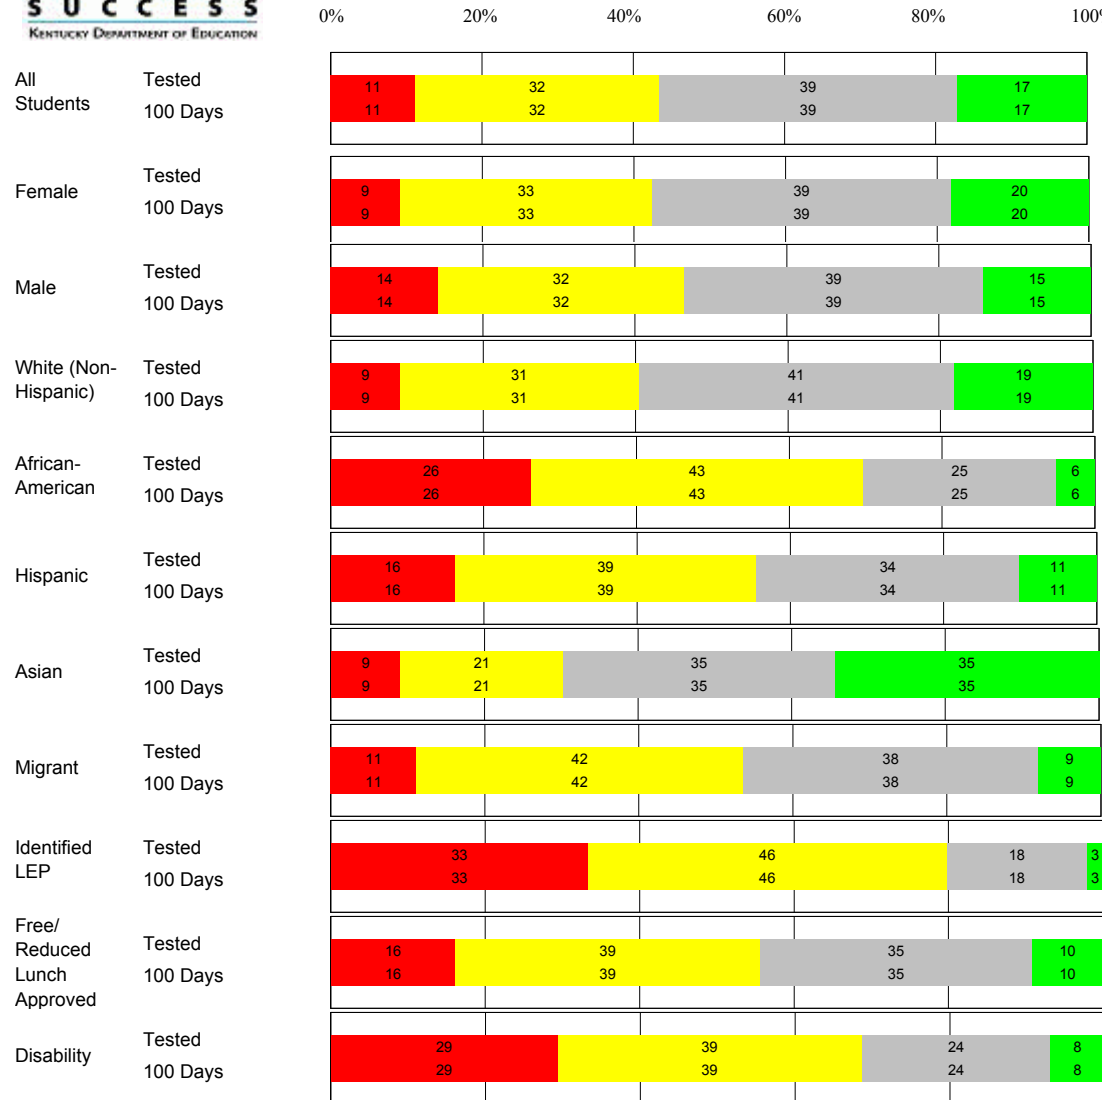 SUCCESS
KENTUCKY DEPARTMENT OF EDUCATION
0% 20% 40% 60% 80% 100%
All Students
Tested 11 32 39 17
100 Days 11 32 39 17
Female
Tested 9 33 39 20
100 Days 9 33 39 20
Male
Tested 14 32 39 15
100 Days 14 32 39 15
White (Non-
Hispanic)
Tested 9 31 41 19
100 Days 9 31 41 19
African-
American
Tested 26 43 25 6
100 Days 26 43 25 6
Hispanic
Tested 16 39 34 11
100 Days 16 39 34 11
Asian
Tested 9 21 35 35
100 Days 9 21 35 35
Migrant
Tested 11 42 38 9
100 Days 11 42 38 9
Identified
LEP
Tested 33 46 18 3
100 Days 33 46 18 3
Free/
Reduced
Lunch
Approved
Tested 16 39 35 10
100 Days 16 39 35 10
Disability
Tested 29 39 24 8
100 Days 29 39 24 8